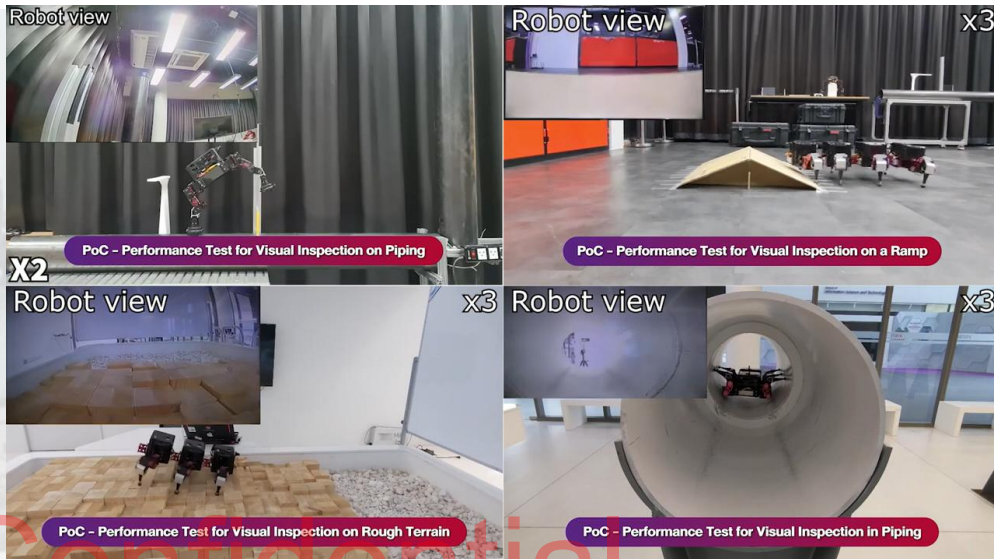 Robot view
PoC – Performance Test for Visual Inspection on Piping
X2
Robot view
x3
PoC – Performance Test for Visual Inspection on a Ramp
Robot view
x3
PoC – Performance Test for Visual Inspection on Rough Terrain
Robot view
x3
PoC – Performance Test for Visual Inspection in Piping
Confidential